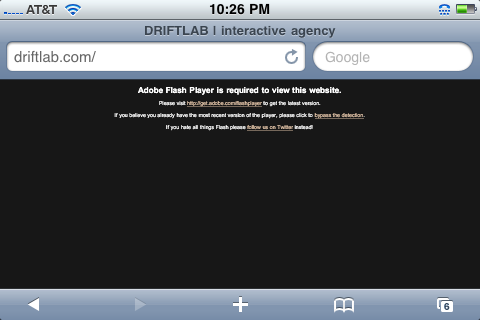 AT&T 10:26 PM
DRIFTLAB | interactive agency
driftlab.com/ Google
Adobe Flash Player is required to view this website.
Please visit http://get.adobe.com/flashplayer to get the latest version.
If you believe you already have the most recent version of the player, please click to bypass the detection.
If you hate all things Flash please follow us on Twitter instead!
6